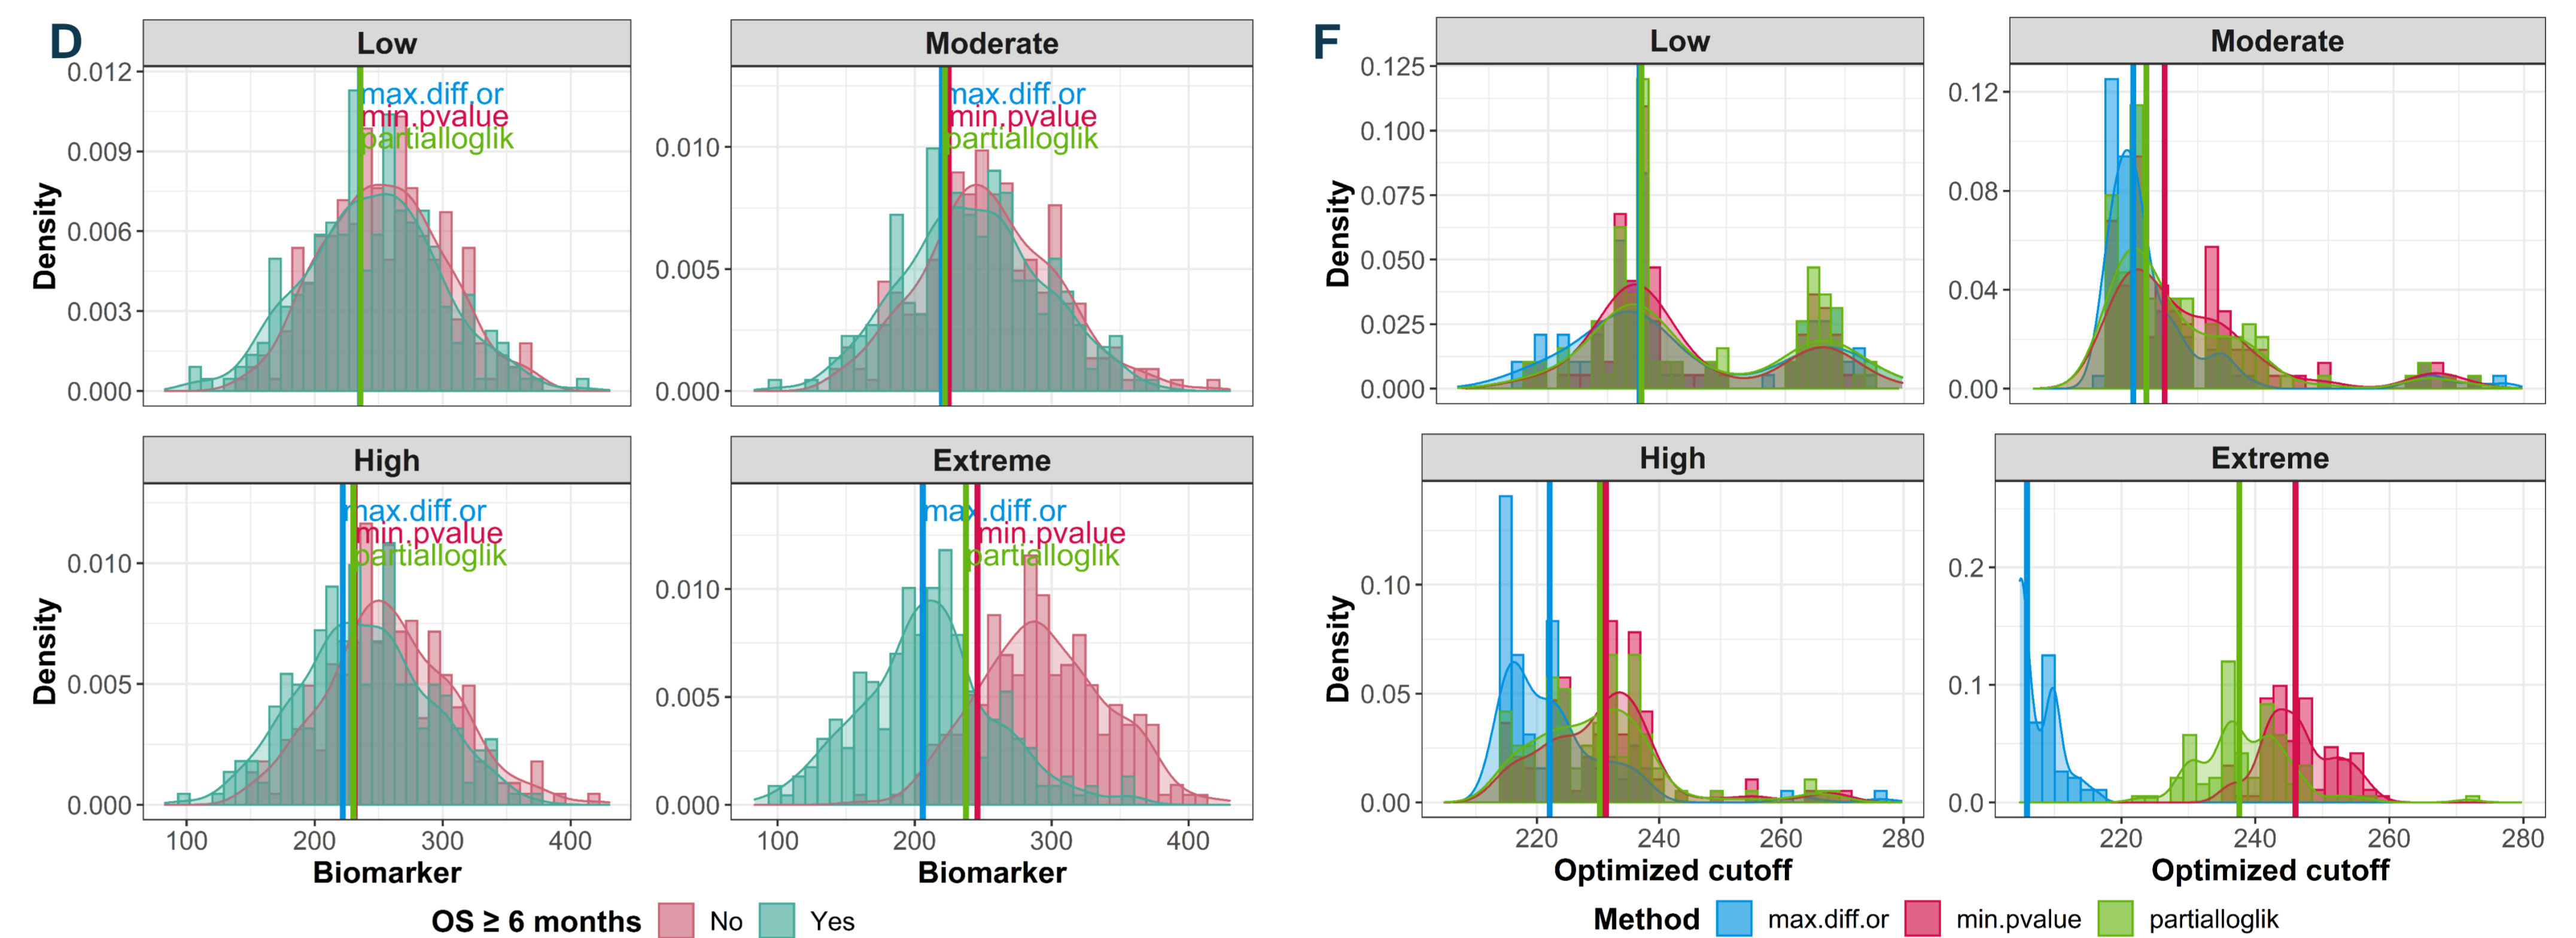 D
Low
Moderate
0.012
0.009
0.006
0.003
0.000
Density
max.diff.or
min.pvalue
partialloglik
0.010
0.005
0.000
max.diff.or
min.pvalue
partialloglik
High
Extreme
0.010
0.005
0.000
Density
max.diff.or
min.pvalue
partialloglik
0.010
0.005
0.000
max.diff.or
min.pvalue
partialloglik
100 200 300 400
100 200 300 400
Biomarker
Biomarker
OS ≥ 6 months No Yes
F
Low
Moderate
0.125
0.100
0.075
0.050
0.025
0.000
Density
0.12
0.08
0.04
0.00
High
Extreme
0.10
0.05
0.00
Density
0.2
0.1
0.0
220 240 260 280
220 240 260 280
Optimized cutoff
Optimized cutoff
Method max.diff.or min.pvalue partialloglik